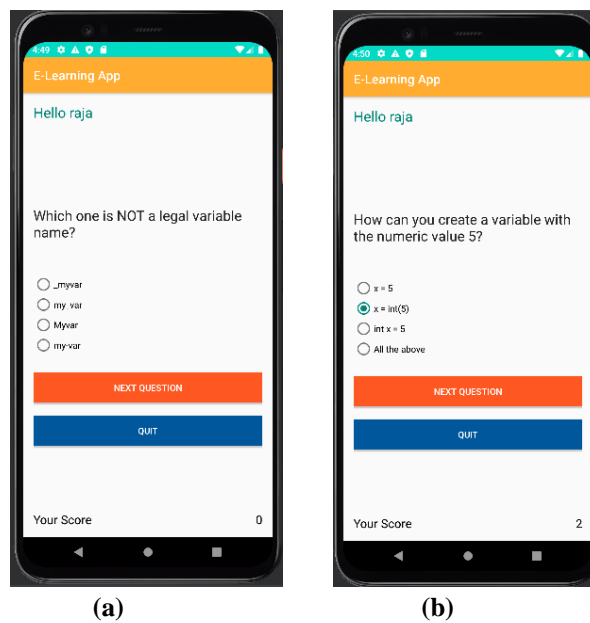 4:49
E-Learning App
Hello raja
Which one is NOT a legal variable
name?
_myvar
my_var
Myvar
my-var
NEXT QUESTION
QUIT
Your Score 0
(a)
4:50
E-Learning App
Hello raja
How can you create a variable with
the numeric value 5?
x = 5
x = int(5)
int x = 5
All the above
NEXT QUESTION
QUIT
Your Score 2
(b)